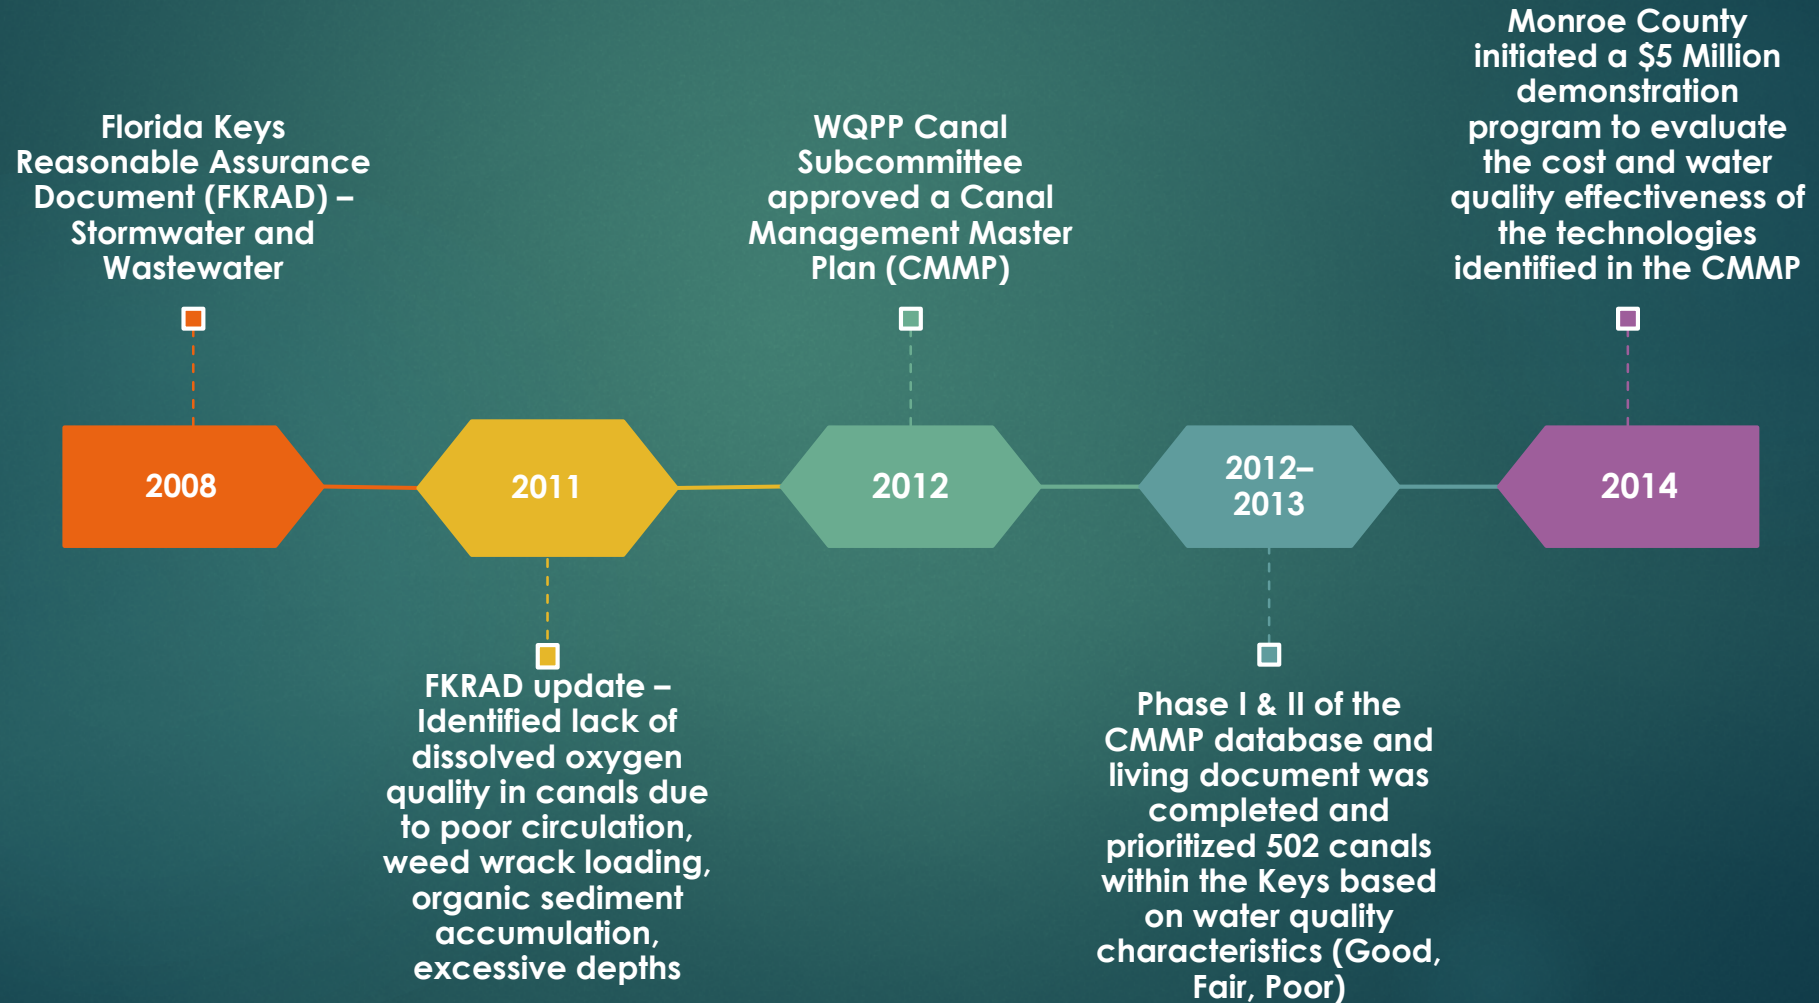 Florida Keys
Reasonable Assurance
Document (FKRAD) –
Stormwater and
Wastewater
2008
2011
FKRAD update –
Identified lack of
dissolved oxygen
quality in canals due
to poor circulation,
weed wrack loading,
organic sediment
accumulation,
excessive depths
WQPP Canal
Subcommittee
approved a Canal
Management Master
Plan (CMMP)
2012
2012–
2013
Phase I & II of the
CMMP database and
living document was
completed and
prioritized 502 canals
within the Keys based
on water quality
characteristics (Good,
Fair, Poor)
Monroe County
initiated a $5 Million
demonstration
program to evaluate
the cost and water
quality effectiveness of
the technologies
identified in the CMMP
2014